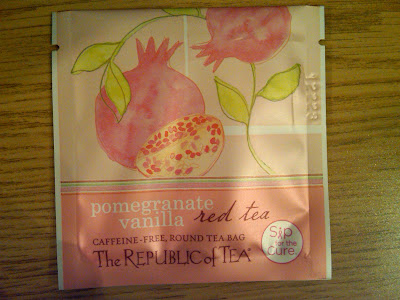 pomegranate
vanilla red tea
CAFFEINE-FREE, ROUND TEA BAG
The REPUBLIC of TEA
Sip
for the
Cure